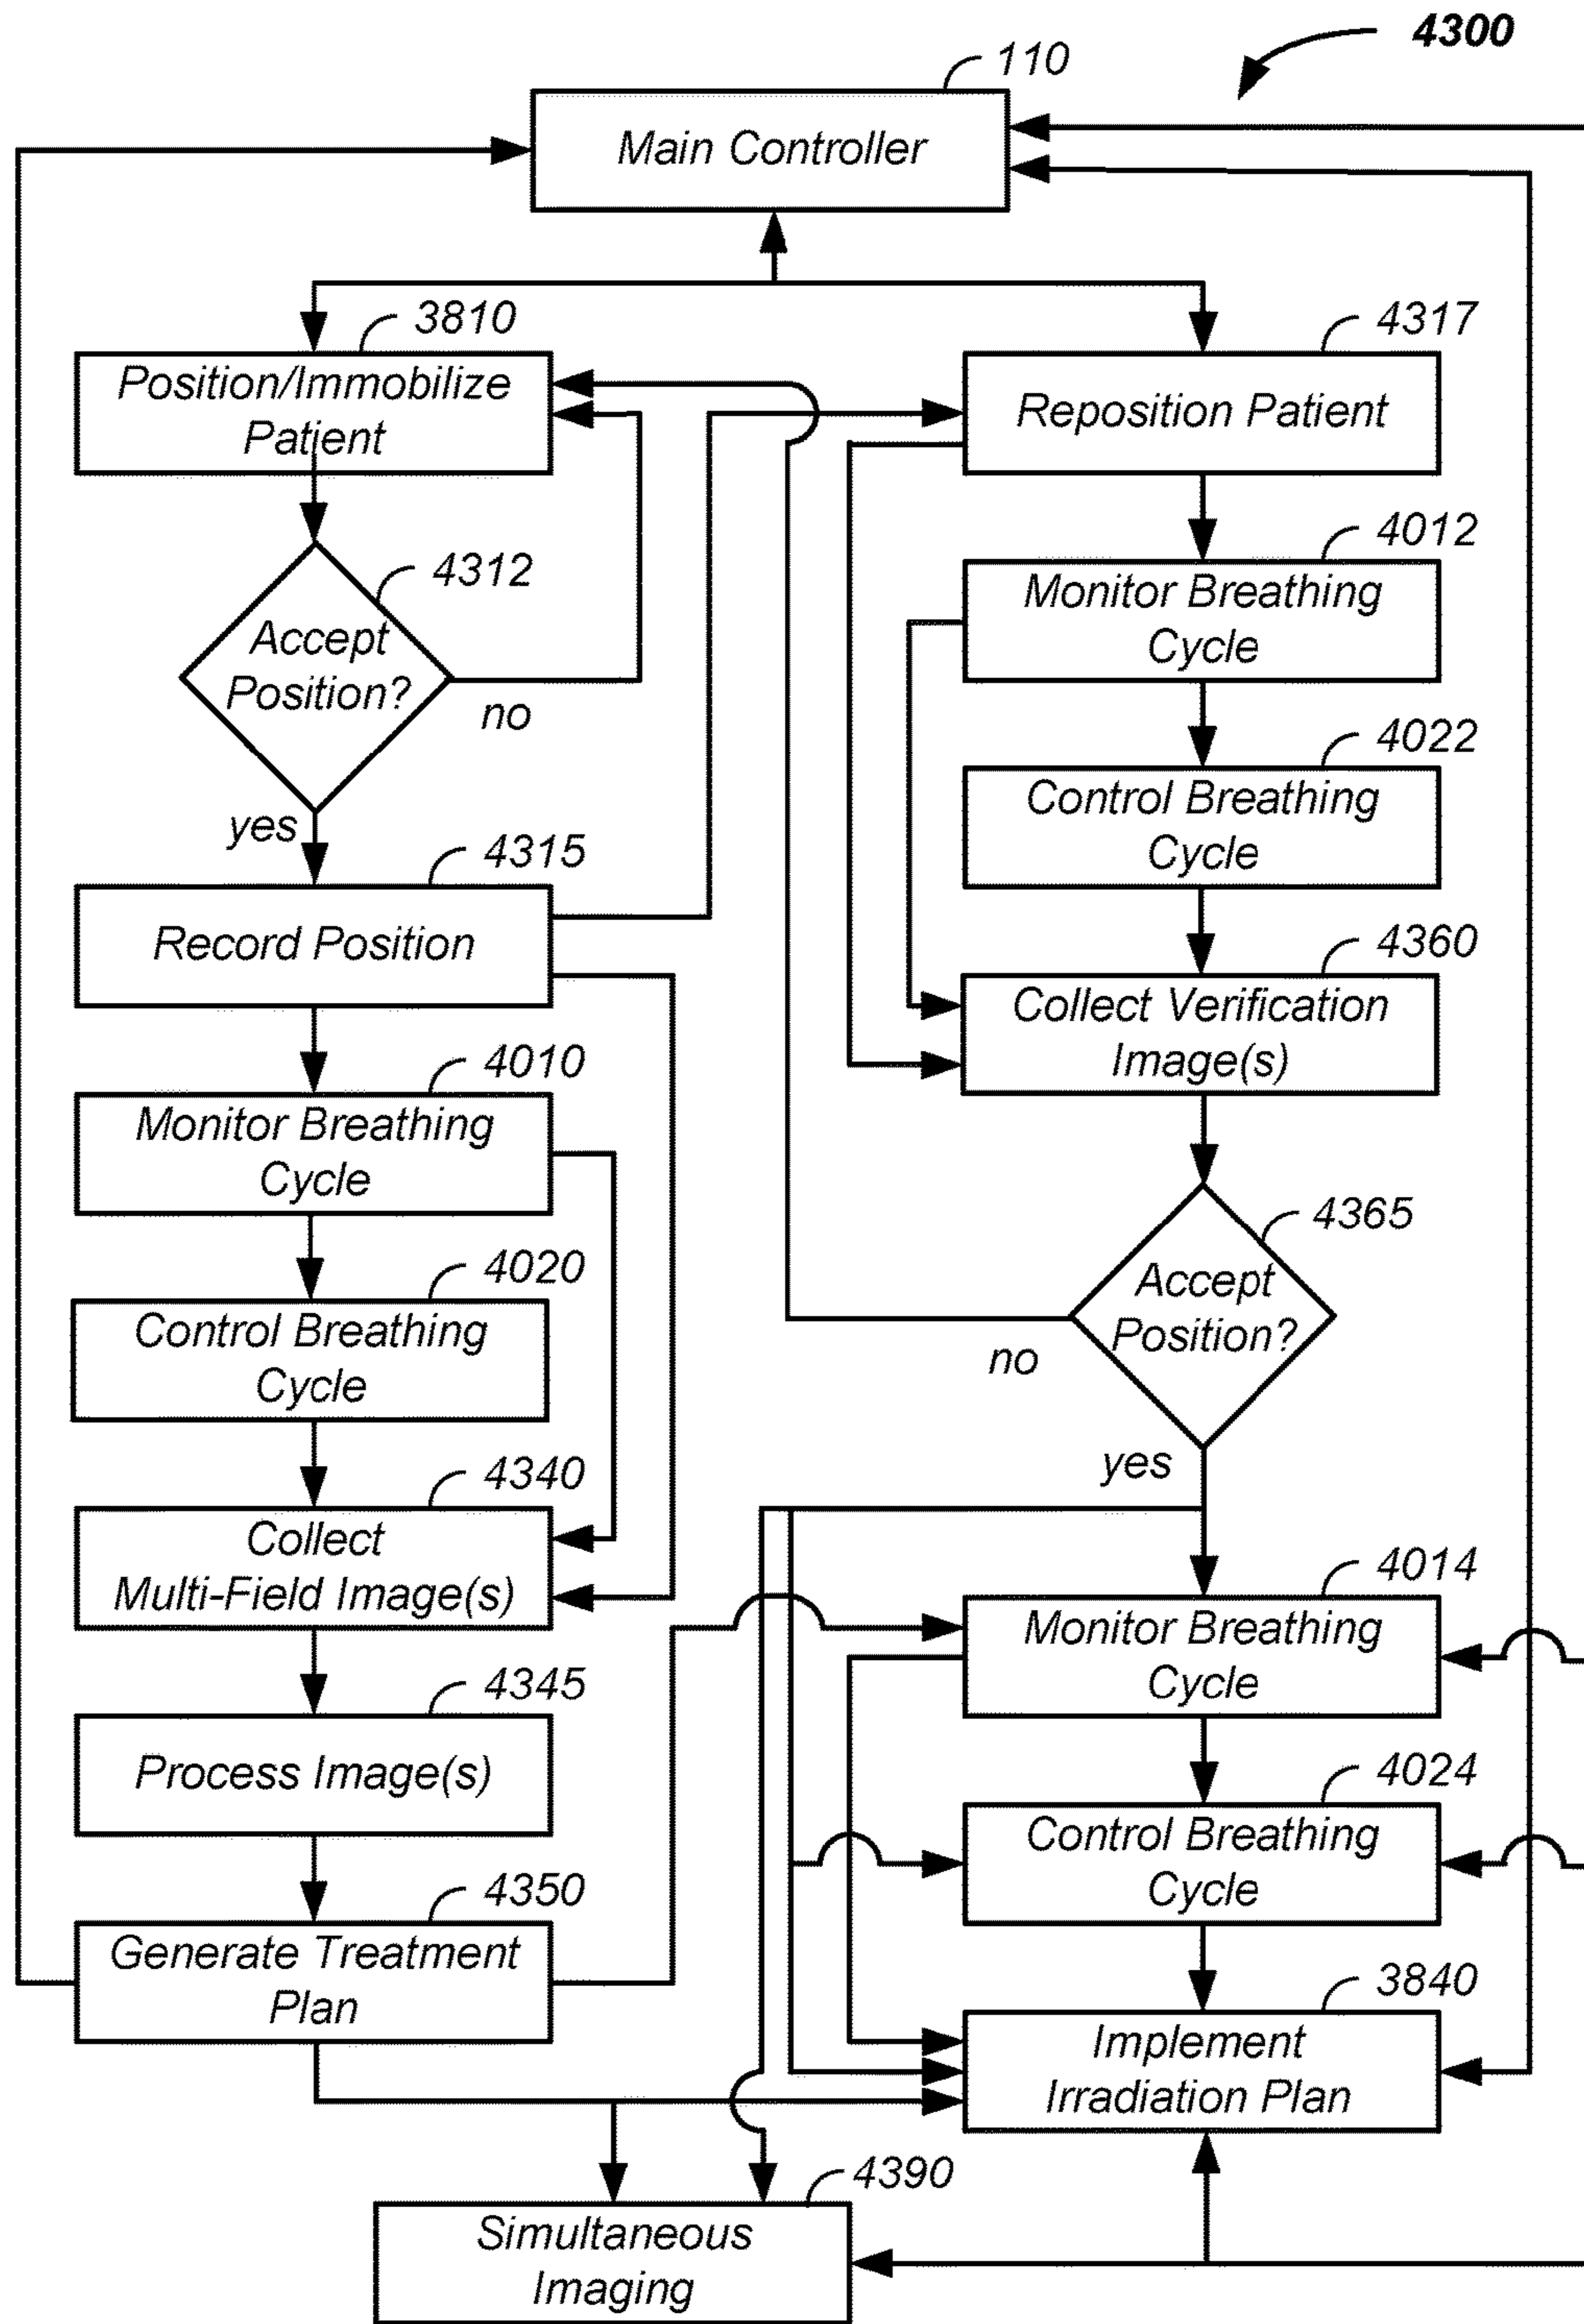 4300
110
Main Controller
3810
Position/Immobilize
Patient
4312
Accept
Position?
no
yes
4315
Record Position
4010
Monitor Breathing
Cycle
4020
Control Breathing
Cycle
4340
Collect
Multi-Field Image(s)
4345
Process Image(s)
4350
Generate Treatment
Plan
4317
Reposition Patient
4012
Monitor Breathing
Cycle
4022
Control Breathing
Cycle
4360
Collect Verification
Image(s)
4365
Accept
Position?
no
yes
4014
Monitor Breathing
Cycle
4024
Control Breathing
Cycle
3840
Implement
Irradiation Plan
4390
Simultaneous
Imaging